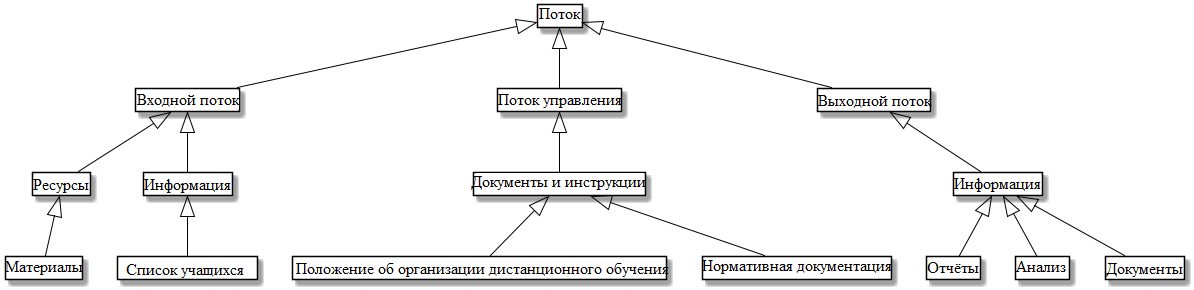 Поток
Входной поток
Поток управления
Выходной поток
Ресурсы
Информация
Документы и инструкции
Информация
Материалы
Список учащихся
Положение об организации дистанционного обучения
Нормативная документация
Отчёты
Анализ
Документы